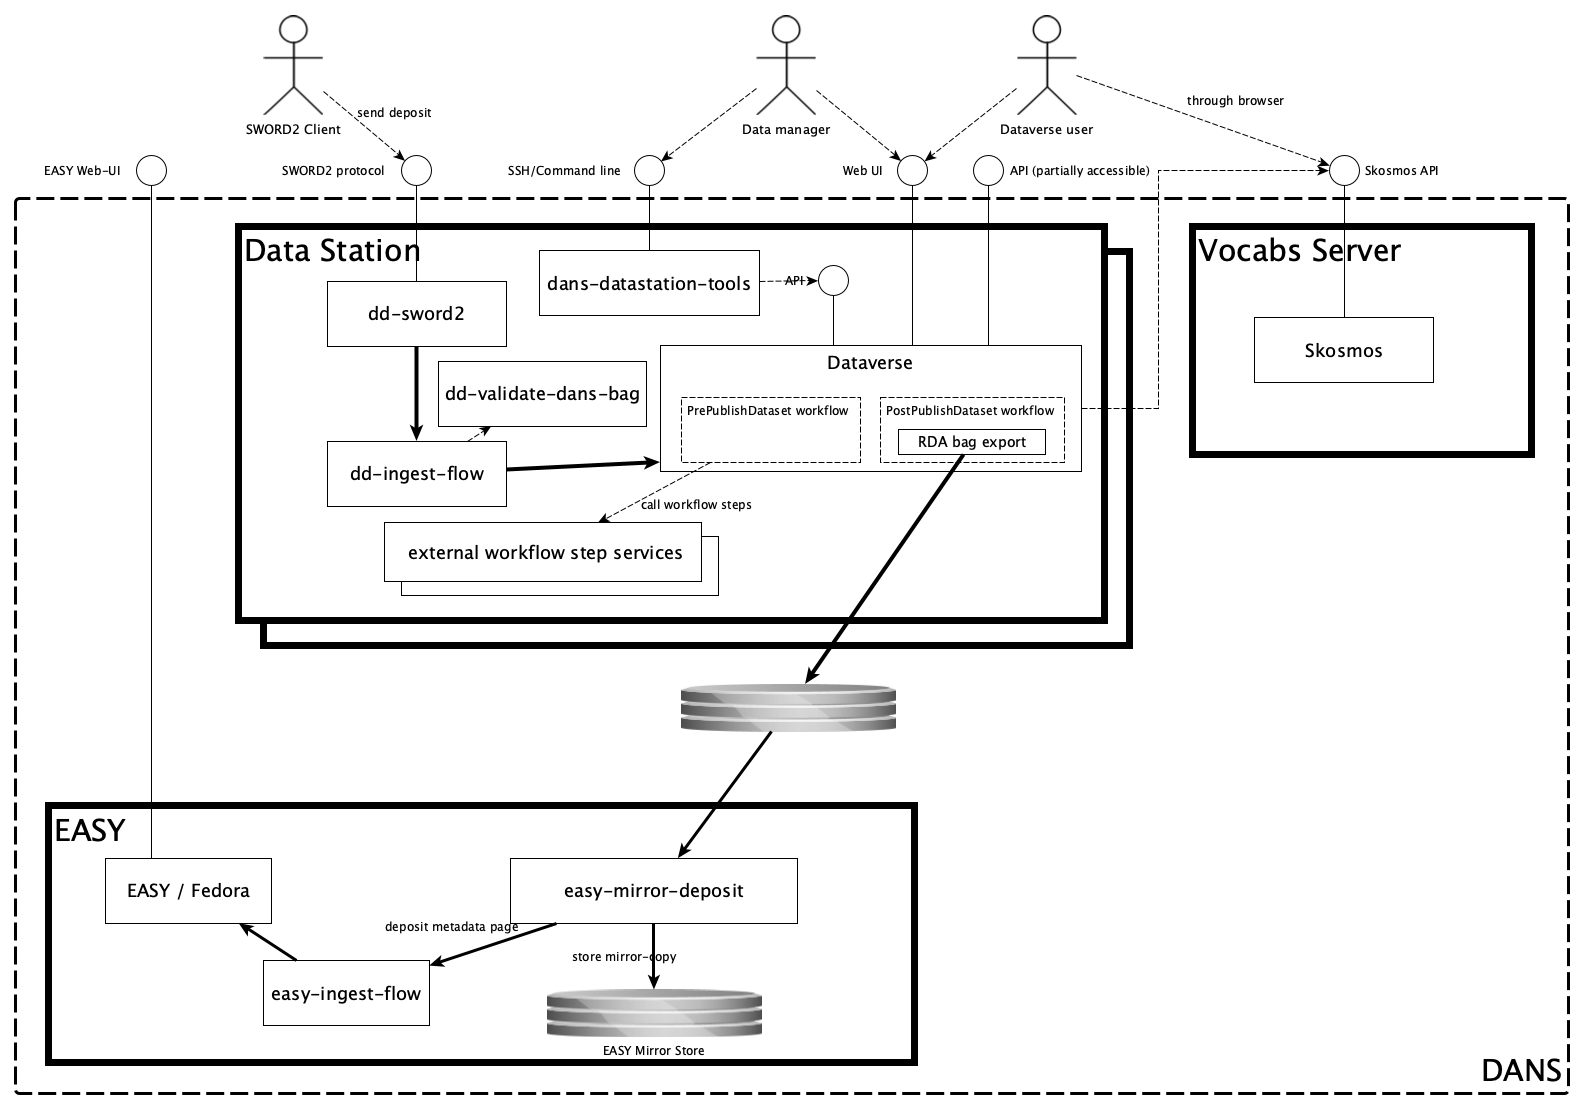 SWORD2 Client
Data manager
Dataverse user
send deposit
through browser
EASY Web-UI
SWORD2 protocol
SSH/Command line
Web UI
API (partially accessible)
Skosmos API
Data Station
dd-sword2
dans-datastation-tools
API
Vocabs Server
Skosmos
Dataverse
dd-validate-dans-bag
PrePublishDataset workflow
PostPublishDataset workflow
RDA bag export
dd-ingest-flow
call workflow steps
external workflow step services
EASY
EASY / Fedora
easy-mirror-deposit
deposit metadata page
store mirror-copy
easy-ingest-flow
EASY Mirror Store
DANS